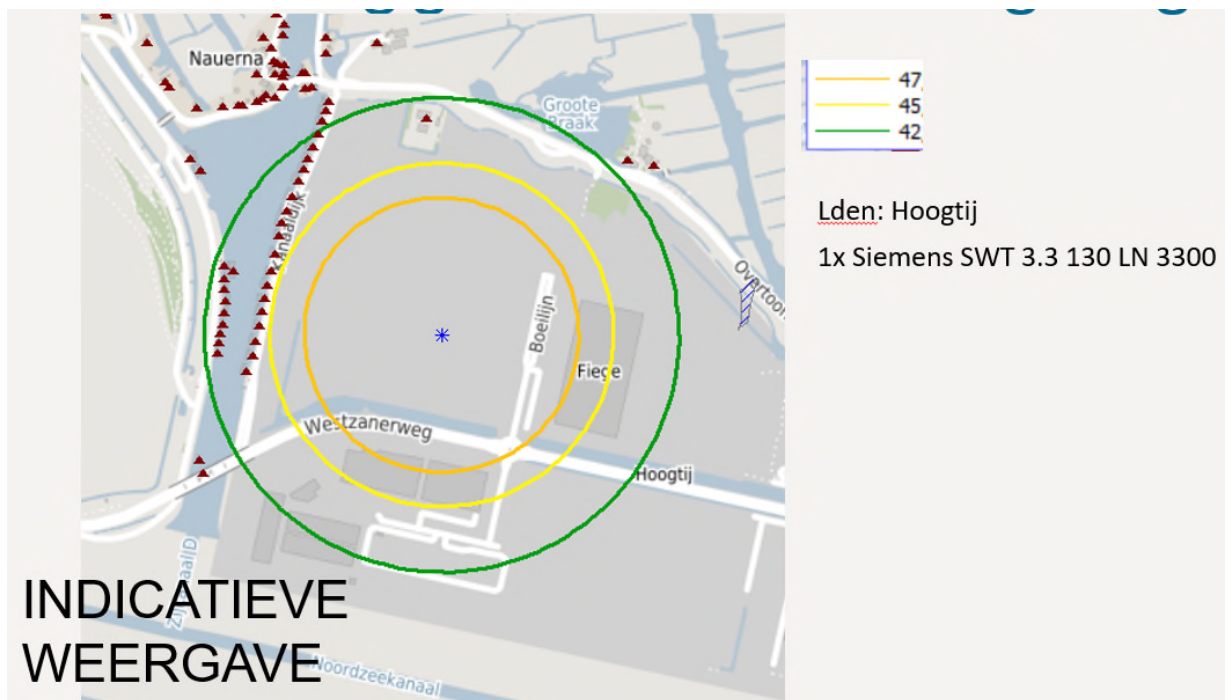 Nauerna
Groote
Braak
Kanaaldijk
Overtoom
Boeilijn
Fiege
Westzanerweg
Hoogtij
Noordzeekanaal
47
45
42
Lden: Hoogtij
1x Siemens SWT 3.3 130 LN 3300
INDICATIEVE
WEERGAVE